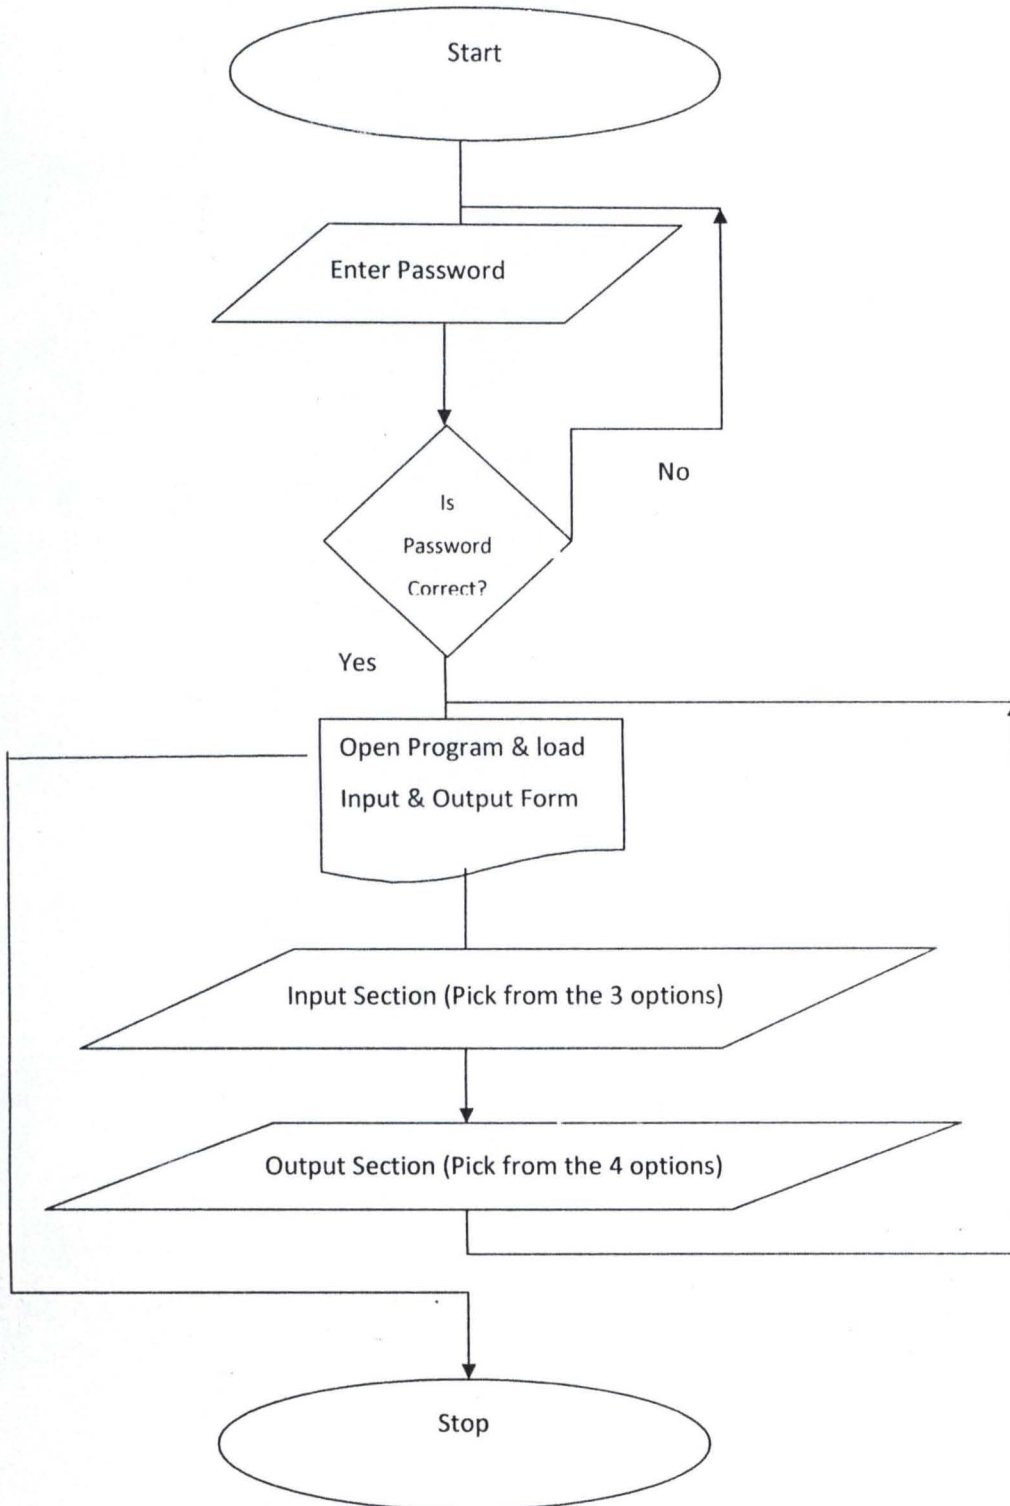 Start
Enter Password
No
Is
Password
Correct?
Yes
Open Program & load
Input & Output Form
Input Section (Pick from the 3 options)
Output Section (Pick from the 4 options)
Stop